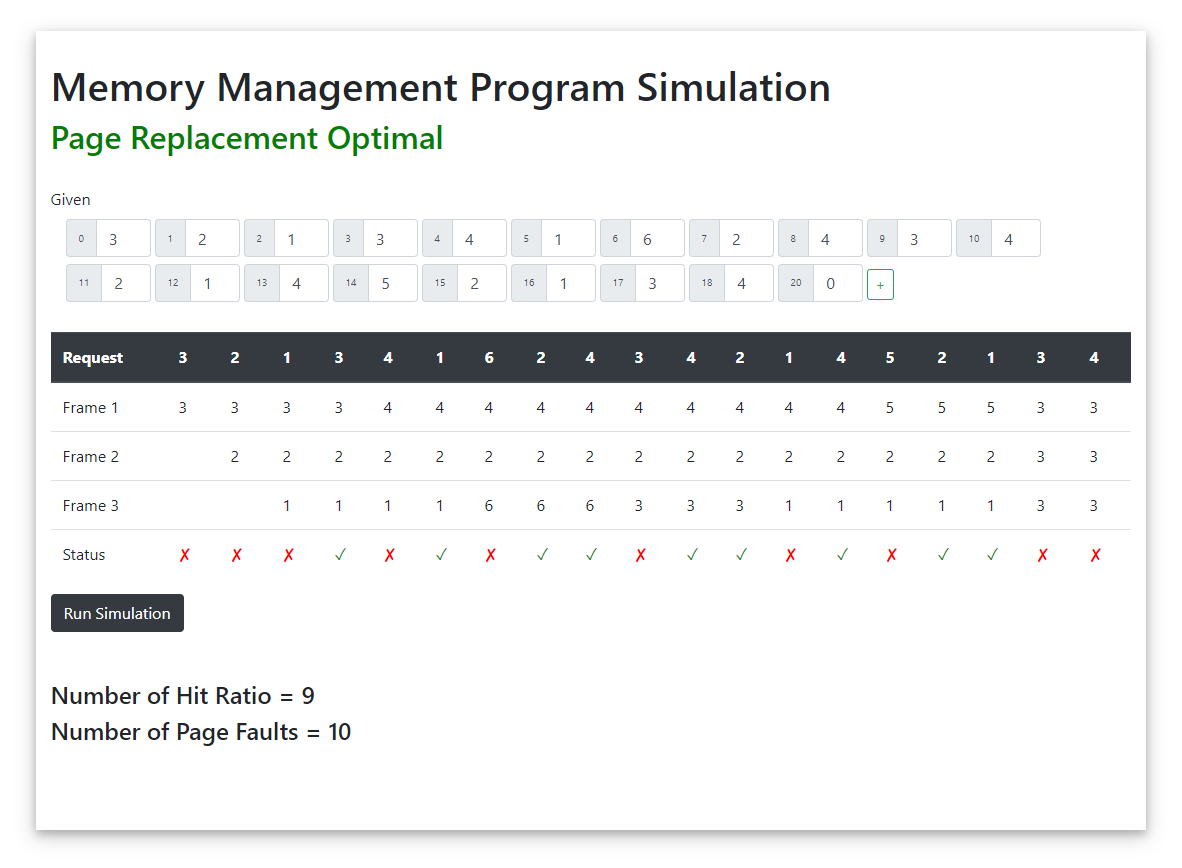 Memory Management Program Simulation
Page Replacement Optimal
Given
0 3 1 2 2 1 3 3 4 4 5 1 6 6 7 2 8 4 9 3 10 4
11 2 12 1 13 4 14 5 15 2 16 1 17 3 18 4 20 0 +
Request 3 2 1 3 4 1 6 2 4 3 4 2 1 4 5 2 1 3 4
Frame 1 3 3 3 3 4 4 4 4 4 4 4 4 4 4 5 5 5 3 3
Frame 2 2 2 2 2 2 2 2 2 2 2 2 2 2 2 2 2 3 3
Frame 3 1 1 1 1 6 6 6 3 3 3 1 1 1 1 1 3 3
Status ✗ ✗ ✗ ✓ ✗ ✓ ✗ ✓ ✓ ✗ ✓ ✓ ✗ ✓ ✗ ✓ ✓ ✗ ✗
Run Simulation
Number of Hit Ratio = 9
Number of Page Faults = 10